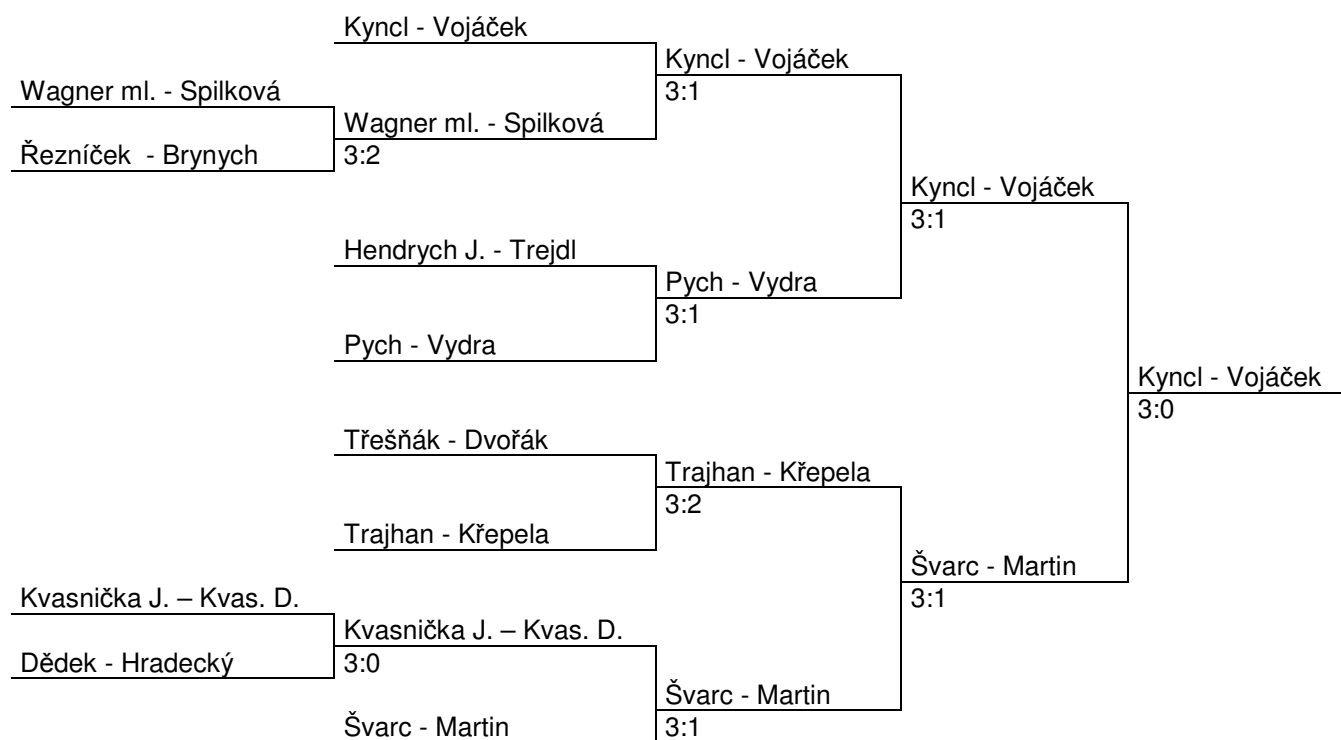 Kyncl - Vojáček
Kyncl - Vojáček
Wagner ml. - Spilková
3:1
Wagner ml. - Spilková
Řezníček - Brynych
3:2
Kyncl - Vojáček
3:1
Hendrych J. - Trejdl
Pych - Vydra
3:1
Pych - Vydra
Kyncl - Vojáček
3:0
Třešňák - Dvořák
Trajhan - Křepela
3:2
Trajhan - Křepela
Švarc - Martin
3:1
Kvasnička J. – Kvas. D.
Kvasnička J. – Kvas. D.
Dědek - Hradecký
3:0
Švarc - Martin
Švarc - Martin
3:1